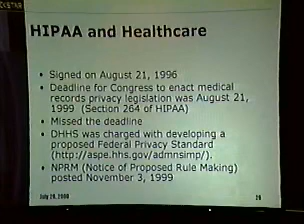 HIPAA and Healthcare
• Signed on August 21, 1996
• Deadline for Congress to enact medical
records privacy legislation was August 21,
1999 (Section 264 of HIPAA)
• Missed the deadline
• DHHS was charged with developing a
proposed Federal Privacy Standard
(http://aspe.hhs.gov/admnsimp/).
• NPRM (Notice of Proposed Rule Making)
posted November 3, 1999
July 28, 2000